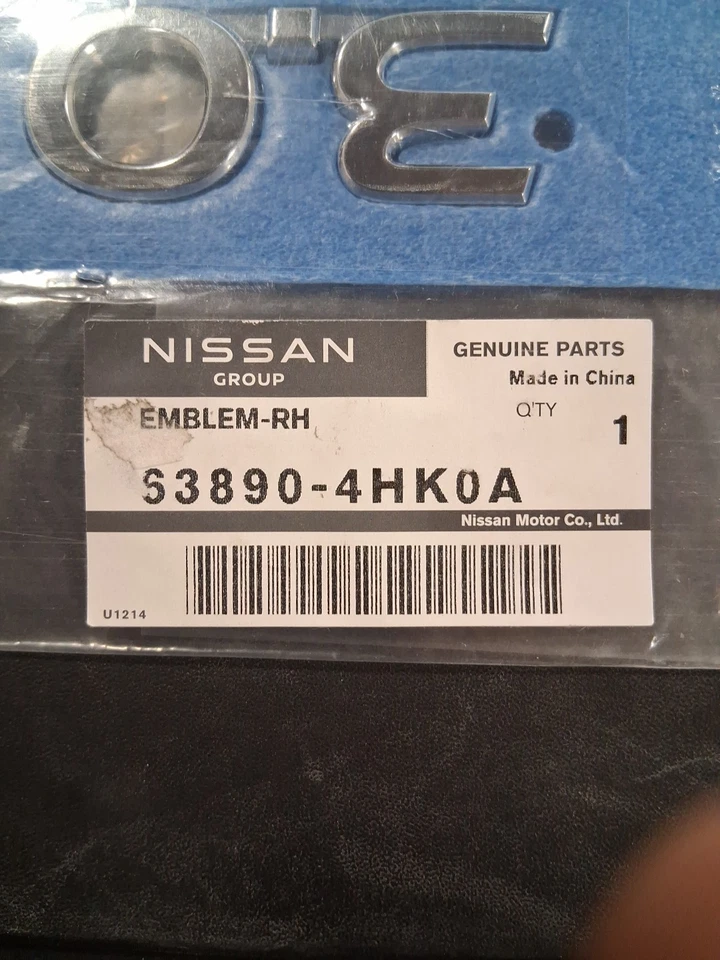 3.0
NISSAN
GROUP
GENUINE PARTS
Made in China
EMBLEM-RH
Q'TY
1
63890-4HK0A
Nissan Motor Co., Ltd.
U1214